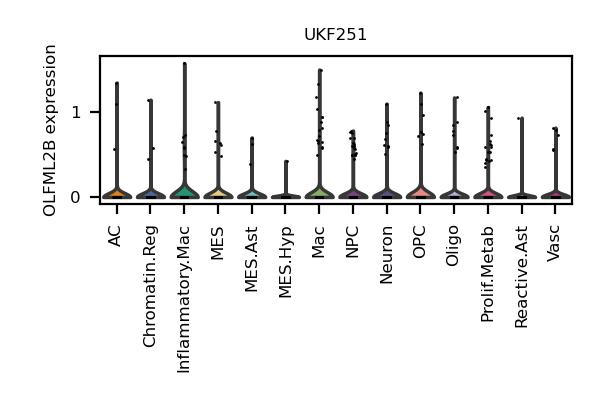 UKF251
OLFML2B expression
1
0
AC
Chromatin.Reg
Inflammatory.Mac
MES
MES.Ast
MES.Hyp
Mac
NPC
Neuron
OPC
Oligo
Prolif.Metab
Reactive.Ast
Vasc